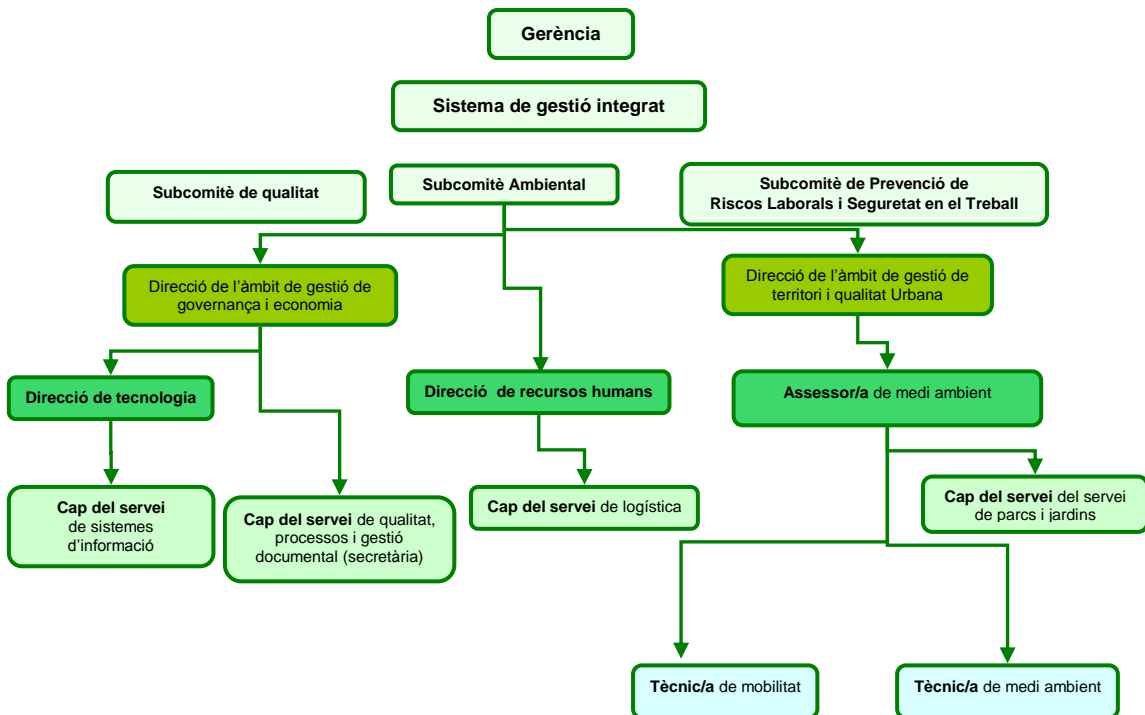 Gerència
Sistema de gestió integrat
Subcomitè de qualitat
Subcomitè Ambiental
Subcomitè de Prevenció de
Riscos Laborals i Seguretat en el Treball
Direcció de l’àmbit de gestió de
governança i economia
Direcció de l’àmbit de gestió de
territori i qualitat Urbana
Direcció de tecnologia
Direcció de recursos humans
Assessor/a de medi ambient
Cap del servei
de sistemes
d’informació
Cap del servei de qualitat,
processos i gestió
documental (secretària)
Cap del servei de logística
Cap del servei del servei
de parcs i jardins
Tècnic/a de mobilitat
Tècnic/a de medi ambient